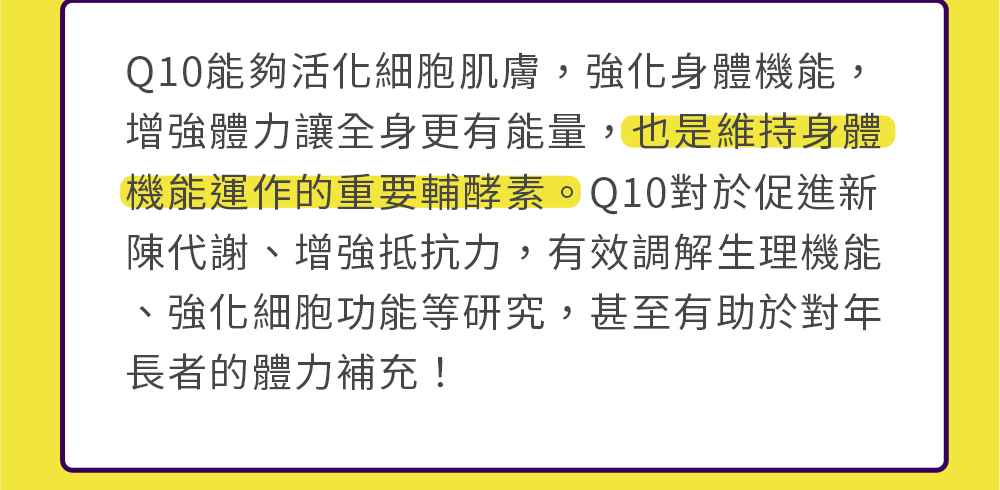 Q10能夠活化細胞肌膚，強化身體機能，
增強體力讓全身更有能量，也是維持身體
機能運作的重要輔酵素。Q10對於促進新
陳代謝、增強抵抗力，有效調解生理機能
、強化細胞功能等研究，甚至有助於對年
長者的體力補充！